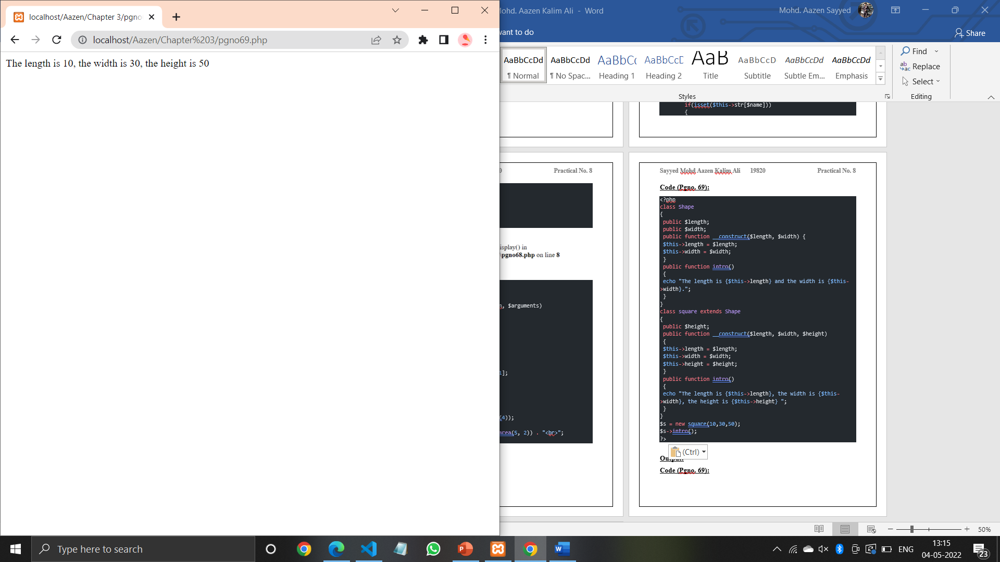 localhost/Aazen/Chapter 3/pgno
localhost/Aazen/Chapter%203/pgno69.php
The length is 10, the width is 30, the height is 50
Mohd. Aazen Kalim Ali - Word
Mohd. Aazen Sayyed
want to do
Share
AaBbCcDd
¶ Normal
AaBbCcDd
¶ No Spac...
AaBbCc
Heading 1
AaBbCcD
Heading 2
AaB
Title
AaBbCcD
Subtitle
AaBbCcDd
Subtle Em...
AaBbCcDd
Emphasis
Styles
Find
Replace
Select
Editing
if(isset($this->str[$name]))
{
0 Practical No. 8
isplay() in
\pgno68.php on line 8
, $arguments)
1];
(4));
area(5, 2)) . "<br>";
Sayyed Mohd Aazen Kalim Ali 19820 Practical No. 8
Code (Pgno. 69):
<?php
class Shape
{
public $length;
public $width;
public function __construct($length, $width) {
$this->length = $length;
$this->width = $width;
}
public function intro()
{
echo "The length is {$this->length} and the width is {$this-
>width}.";
}
}
class square extends Shape
{
public $height;
public function __construct($length, $width, $height)
{
$this->length = $length;
$this->width = $width;
$this->height = $height;
}
public function intro()
{
echo "The length is {$this->length}, the width is {$this-
>width}, the height is {$this->height} ";
}
}
$s = new square(10,30,50);
$s->intro();
?>
(Ctrl)
Output:
Code (Pgno. 69):
50%
Type here to search
ENG
13:15
04-05-2022
23